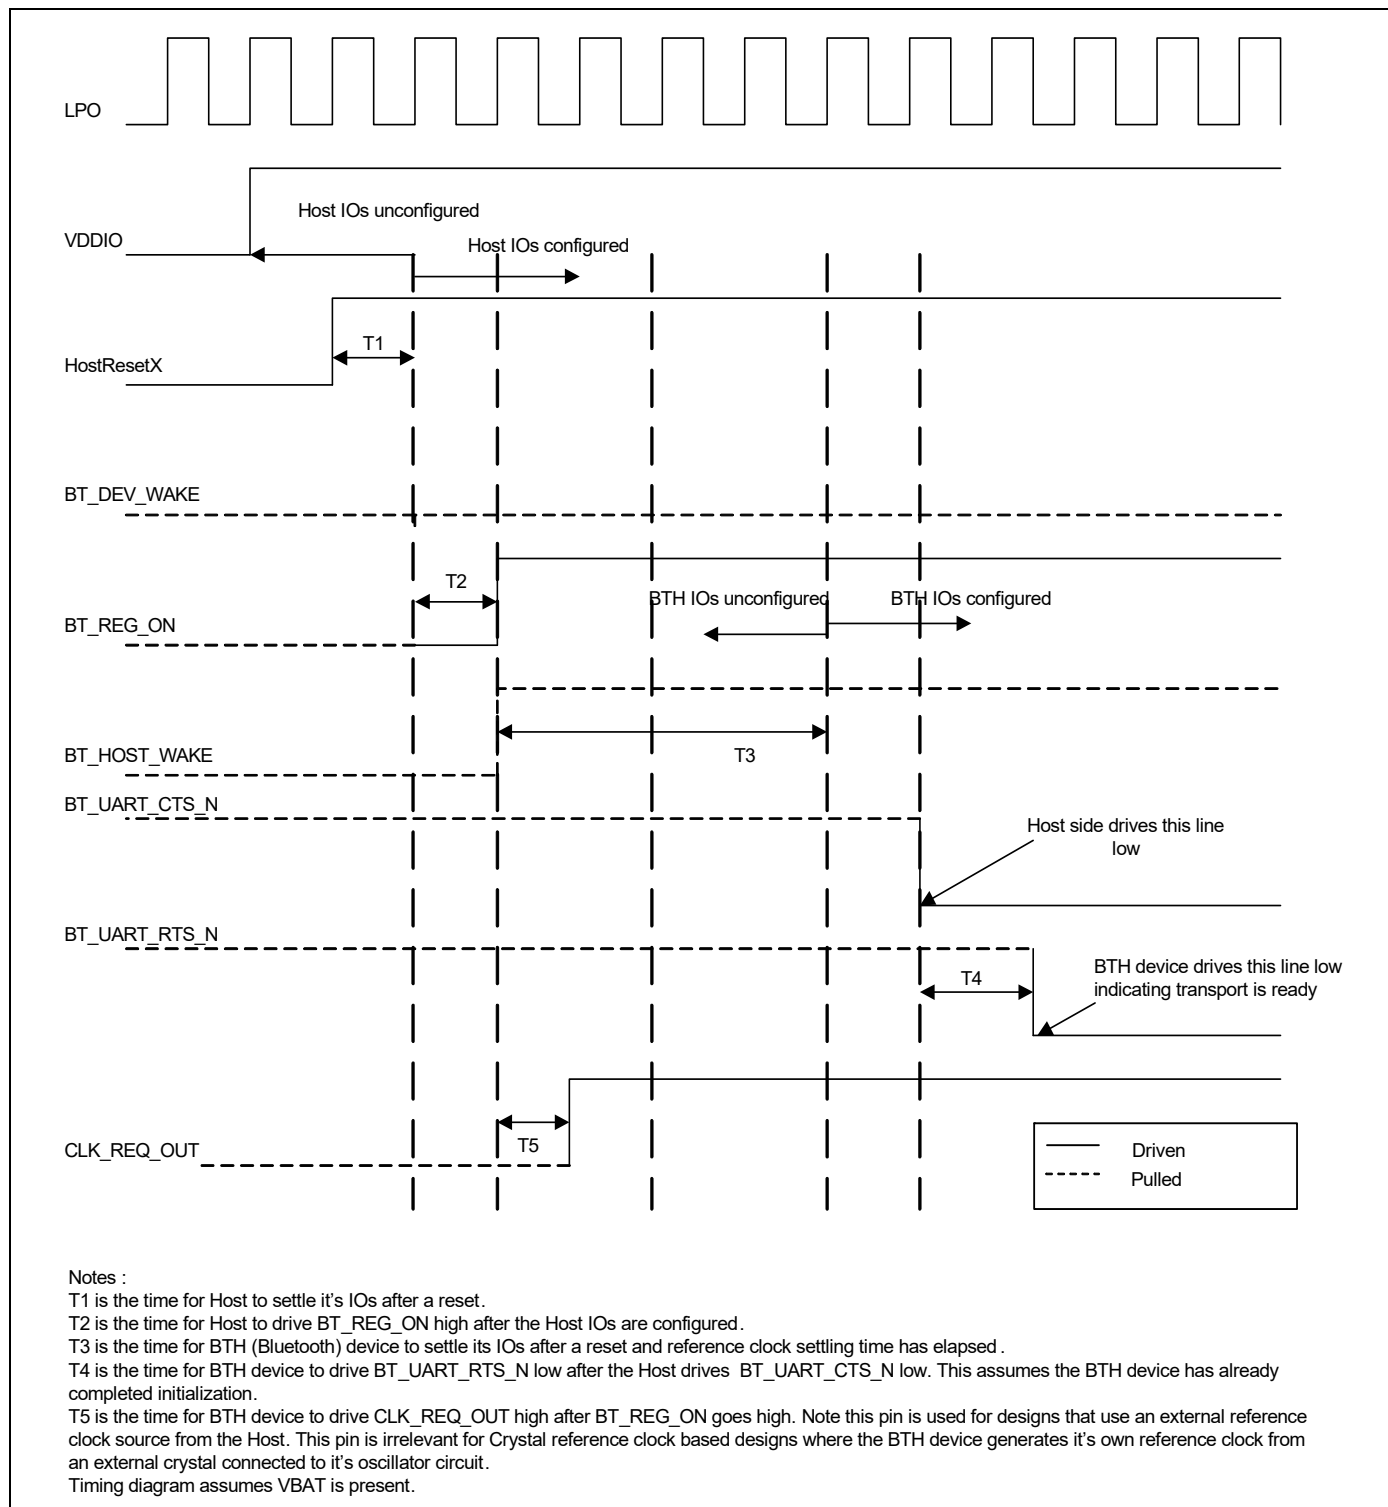 LPO
Host IOs unconfigured
VDDIO
Host IOs configured
T1
HostResetX
BT_DEV_WAKE
T2
BTH IOs unconfigured
BTH IOs configured
BT_REG_ON
T3
BT_HOST_WAKE
BT_UART_CTS_N
Host side drives this line
low
BT_UART_RTS_N
BTH device drives this line low
indicating transport is ready
T4
T5
CLK_REQ_OUT
Driven
Pulled
Notes :
T1 is the time for Host to settle it's IOs after a reset.
T2 is the time for Host to drive BT_REG_ON high after the Host IOs are configured.
T3 is the time for BTH (Bluetooth) device to settle its IOs after a reset and reference clock settling time has elapsed.
T4 is the time for BTH device to drive BT_UART_RTS_N low after the Host drives BT_UART_CTS_N low. This assumes the BTH device has already
completed initialization.
T5 is the time for BTH device to drive CLK_REQ_OUT high after BT_REG_ON goes high. Note this pin is used for designs that use an external reference
clock source from the Host. This pin is irrelevant for Crystal reference clock based designs where the BTH device generates it's own reference clock from
an external crystal connected to it's oscillator circuit.
Timing diagram assumes VBAT is present.